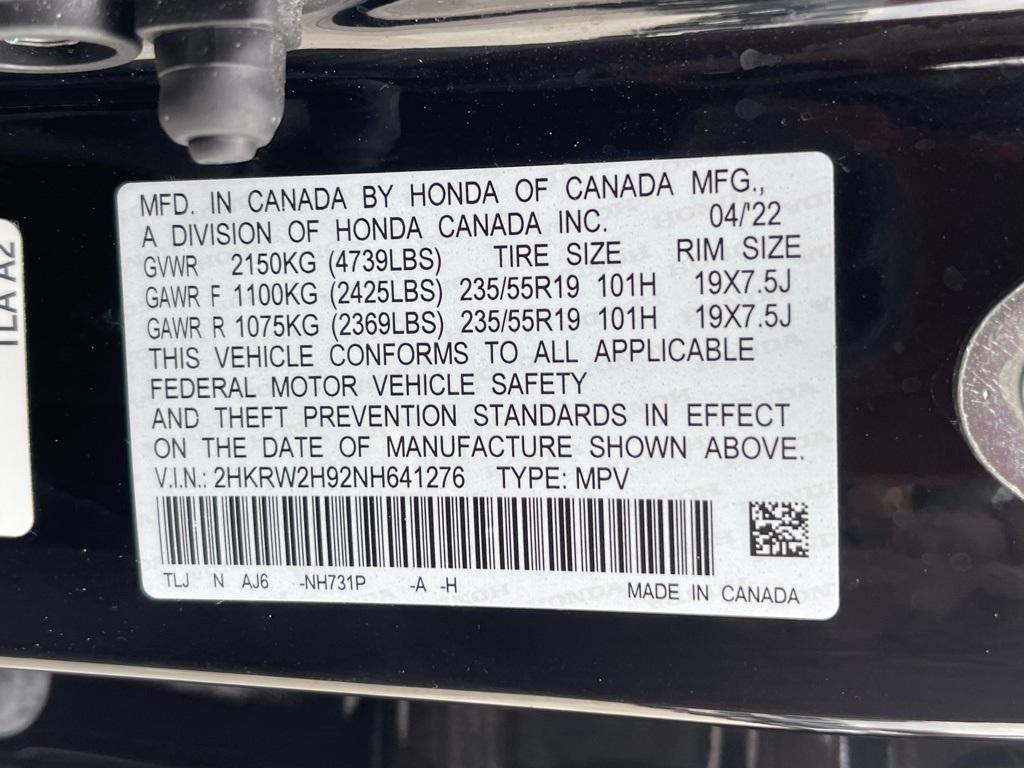 MFD. IN CANADA BY HONDA OF CANADA MFG.,
A DIVISION OF HONDA CANADA INC. 04/'22
GVWR 2150KG (4739LBS) TIRE SIZE RIM SIZE
GAWR F 1100KG (2425LBS) 235/55R19 101H 19X7.5J
GAWR R 1075KG (2369LBS) 235/55R19 101H 19X7.5J
THIS VEHICLE CONFORMS TO ALL APPLICABLE
FEDERAL MOTOR VEHICLE SAFETY
AND THEFT PREVENTION STANDARDS IN EFFECT
ON THE DATE OF MANUFACTURE SHOWN ABOVE.
V.I.N.: 2HKRW2H92NH641276 TYPE: MPV
TLJ N AJ6 -NH731P -A -H
MADE IN CANADA
TLA A2